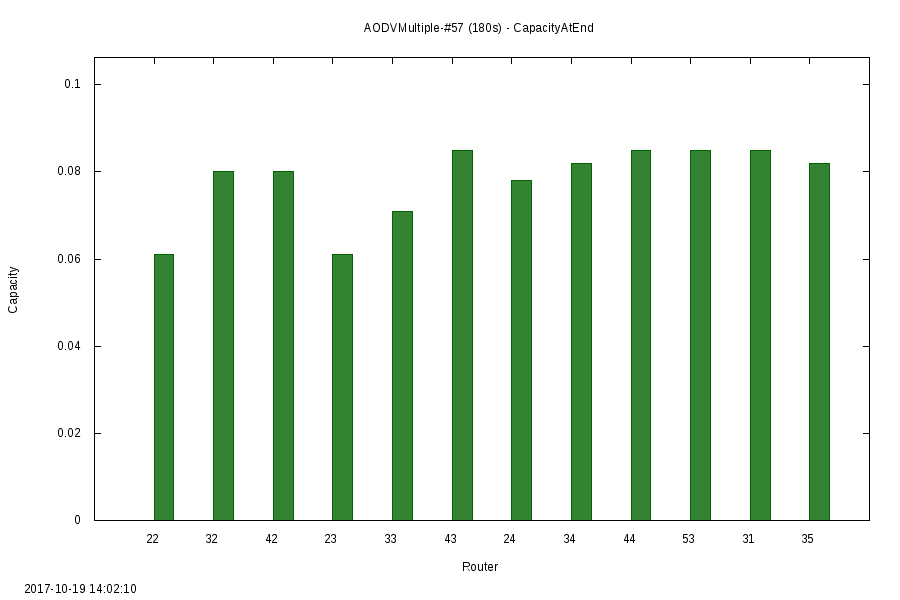 AODVMultiple-#57 (180s) - CapacityAtEnd
0.1
0.08
0.06
0.04
0.02
0
Capacity
22 32 42 23 33 43 24 34 44 53 31 35
Router
2017-10-19 14:02:10